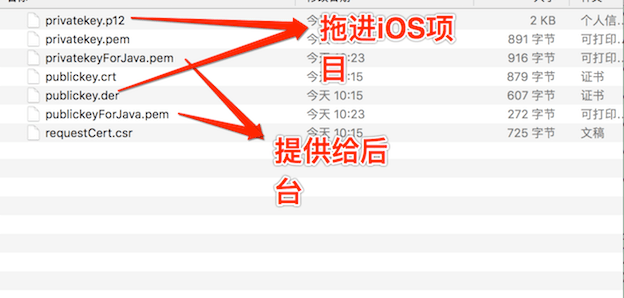 privatekey.p12 今天 2 KB 个人信...
privatekey.pem 今 891 字节 可打印...
privatekeyForJava.pem 10:23 916 字节 可打印...
publickey.crt :15 879 字节 证书
publickey.der 今天 10:15 607 字节 证书
publickeyForJava.pem 今天 10:23 272 字节 可打印...
requestCert.csr 今天 10:15 725 字节 文稿
拖进iOS项
目
提供给后
台